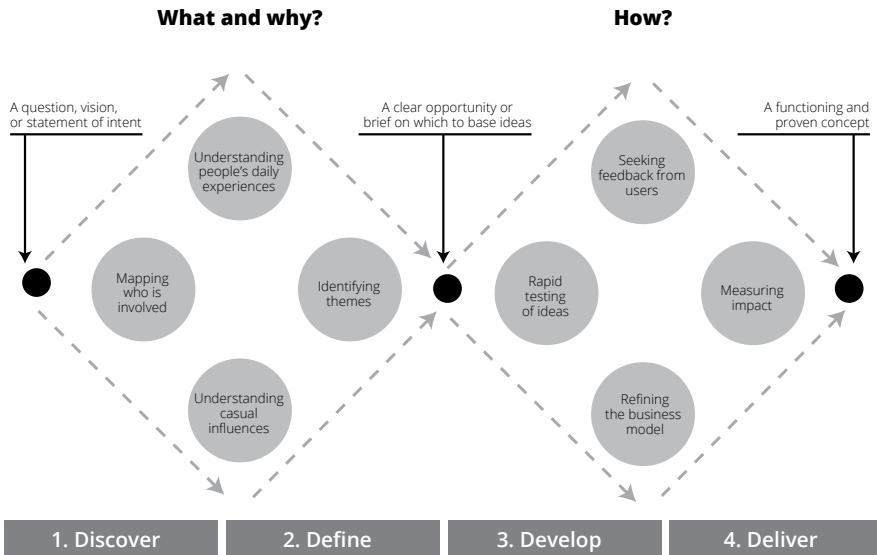 What and why?
How?
A question, vision,
or statement of intent
A clear opportunity or
brief on which to base ideas
A functioning and
proven concept
Understanding
people's daily
experiences
Mapping
who is
involved
Identifying
themes
Understanding
casual
influences
Seeking
feedback from
users
Rapid
testing
of ideas
Measuring
impact
Refining
the business
model
1. Discover
2. Define
3. Develop
4. Deliver